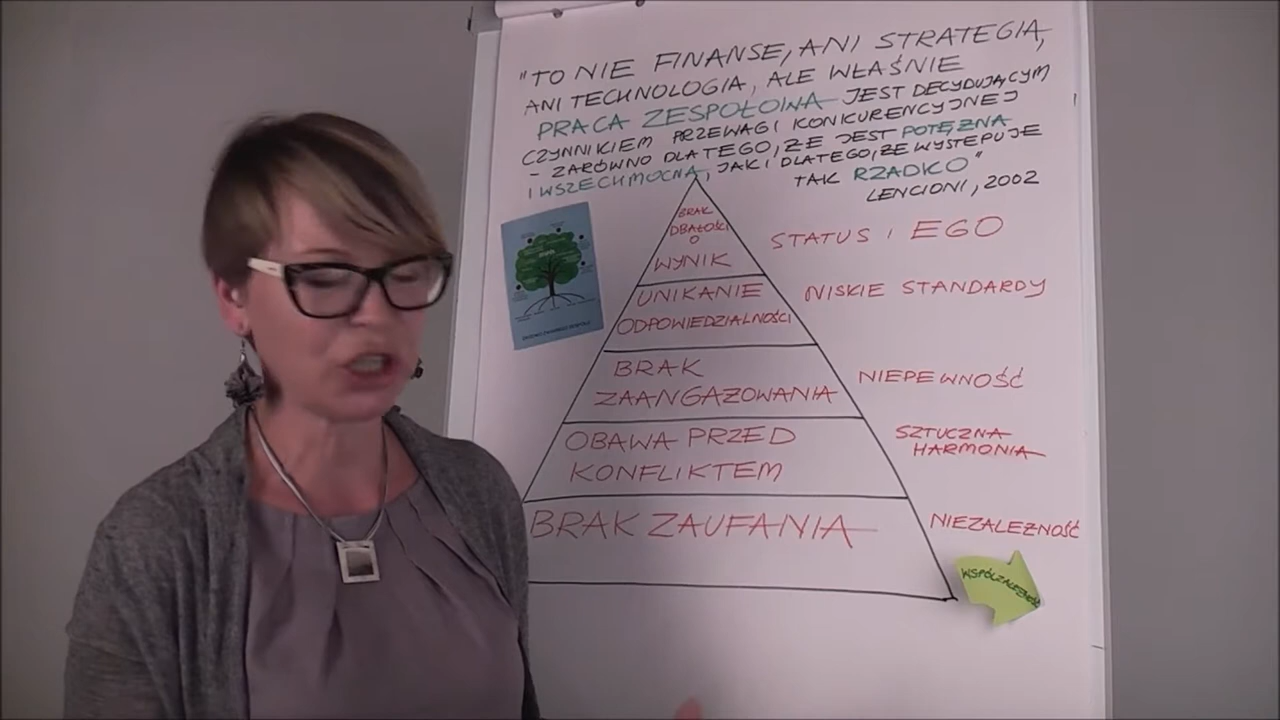 "TO NIE FINANSE, ANI STRATEGIA,
ANI TECHNOLOGIA, ALE WŁAŚNIE
PRACA ZESPOŁOWA JEST DECYDUJĄCYM
CZYNNIKIEM PRZEWAGI KONKURENCYJNEJ
- ZARÓWNO DLATEGO, ŻE JEST POTĘŻNA
I WSZECHMOCNA, JAK I DLATEGO, ŻE WYSTĘPUJE
TAK RZADKO"
LENCIONI, 2002
BRAK
DBAŁOŚCI
O
WYNIK
STATUS I EGO
UNIKANIE
ODPOWIEDZIALNOŚCI
NISKIE STANDARDY
BRAK
ZAANGAŻOWANIA
NIEPEWNOŚĆ
OBAWA PRZED
KONFLIKTEM
SZTUCZNA
HARMONIA
BRAK ZAUFANIA
NIEZALEŻNOŚĆ
WSPÓŁZALEŻNOŚĆ